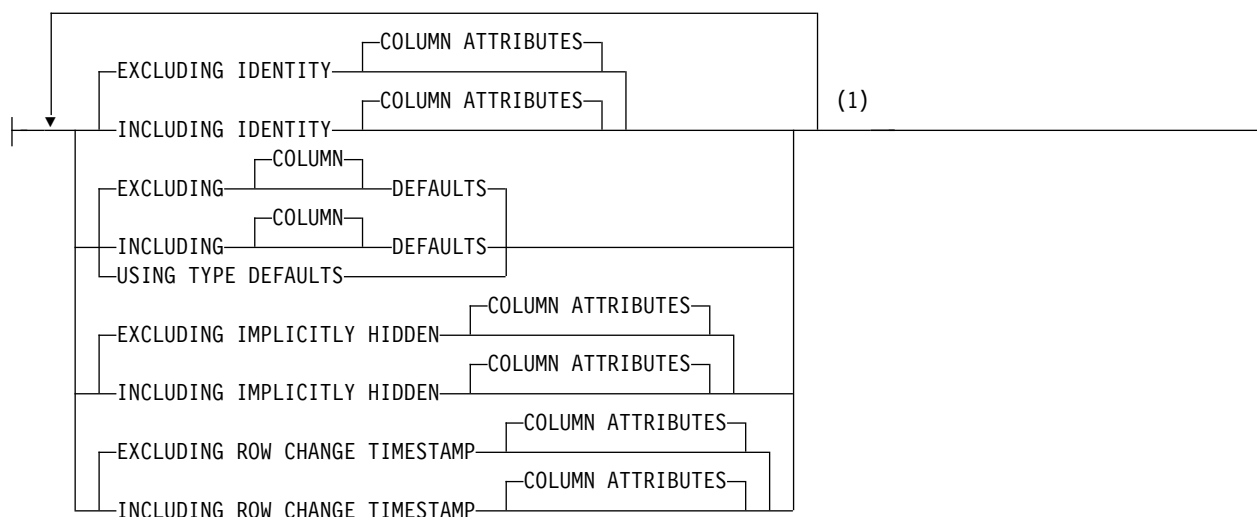 COLUMN ATTRIBUTES
EXCLUDING IDENTITY
COLUMN ATTRIBUTES
(1)
INCLUDING IDENTITY
COLUMN
EXCLUDING DEFAULTS
COLUMN
INCLUDING DEFAULTS
USING TYPE DEFAULTS
COLUMN ATTRIBUTES
EXCLUDING IMPLICITLY HIDDEN
COLUMN ATTRIBUTES
INCLUDING IMPLICITLY HIDDEN
COLUMN ATTRIBUTES
EXCLUDING ROW CHANGE TIMESTAMP
COLUMN ATTRIBUTES
INCLUDING ROW CHANGE TIMESTAMP